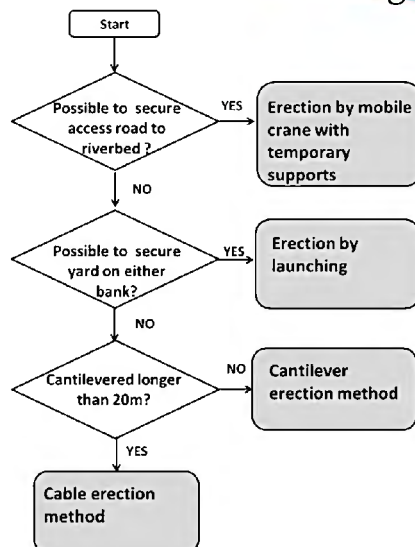 Start
Possible to secure
access road to
riverbed ?
YES
Erection by mobile
crane with
temporary
supports
NO
Possible to secure
yard on either
bank?
YES
Erection by
launching
NO
Cantilevered longer
than 20m?
NO
Cantilever
erection method
YES
Cable erection
method